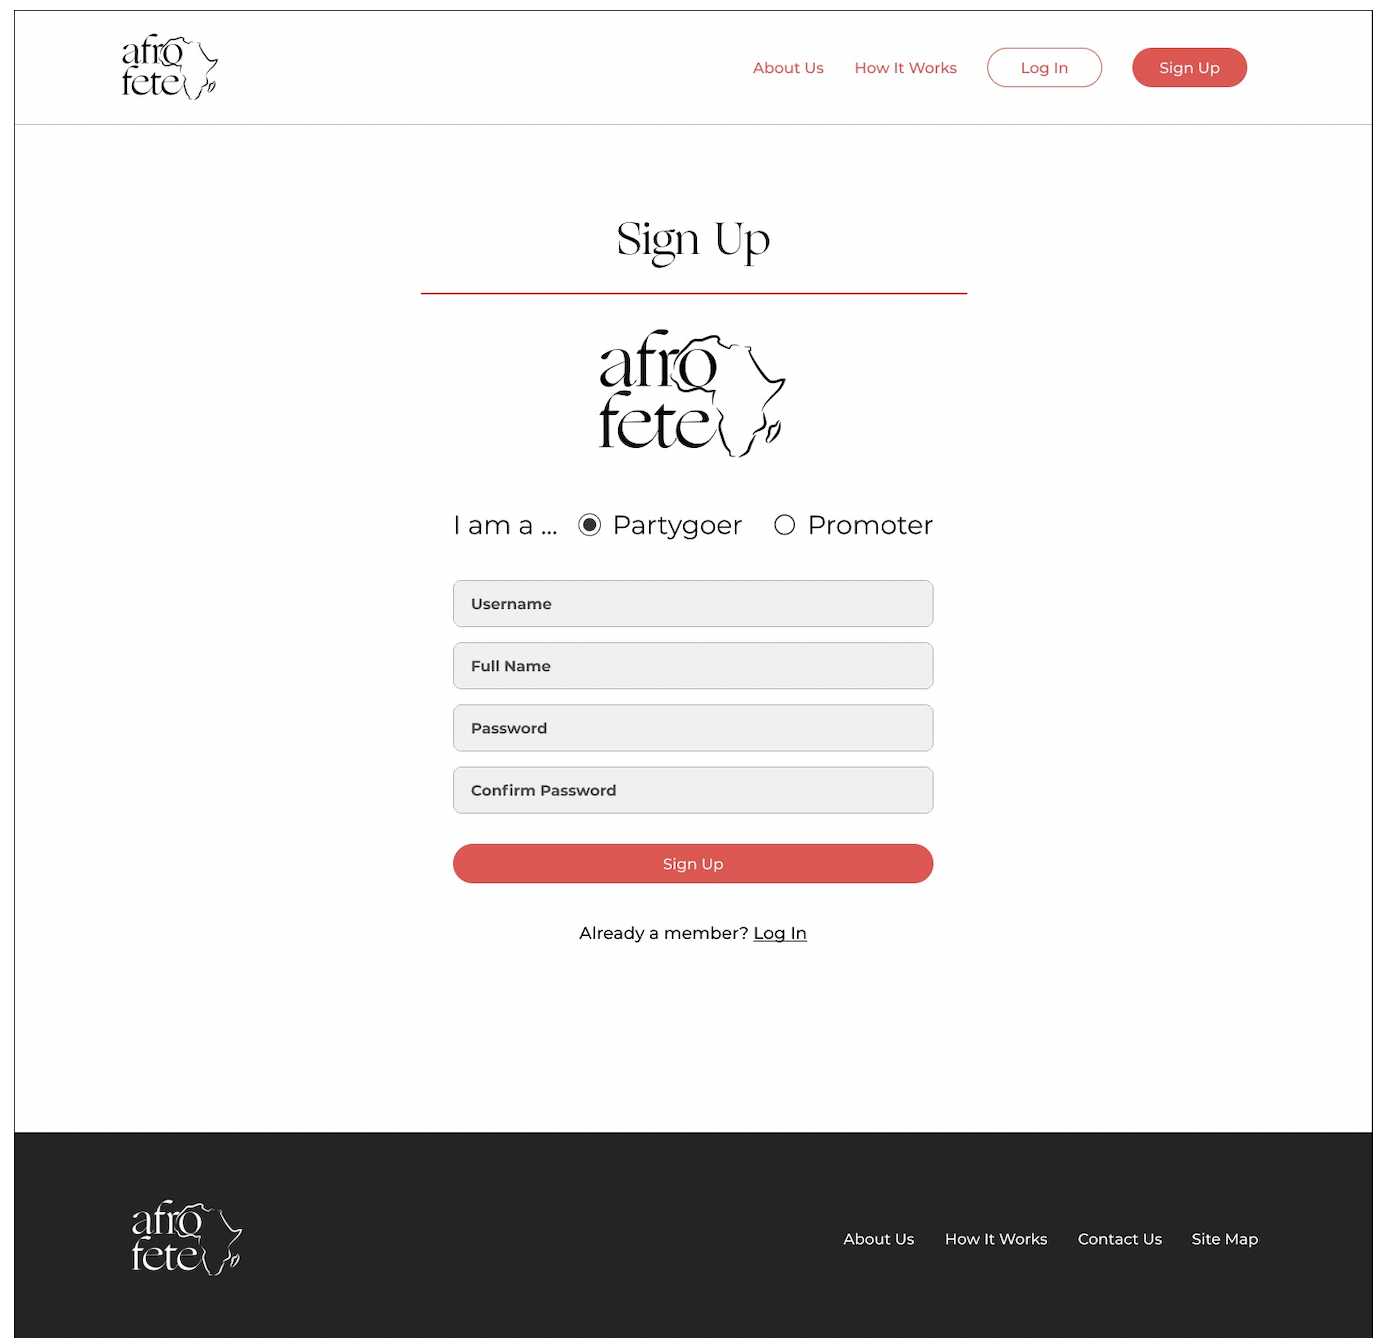 afro
fete
About Us
How It Works
Log In
Sign Up
Sign Up
afro
fete
I am a ... Partygoer Promoter
Username
Full Name
Password
Confirm Password
Sign Up
Already a member? Log In
afro
fete
About Us
How It Works
Contact Us
Site Map